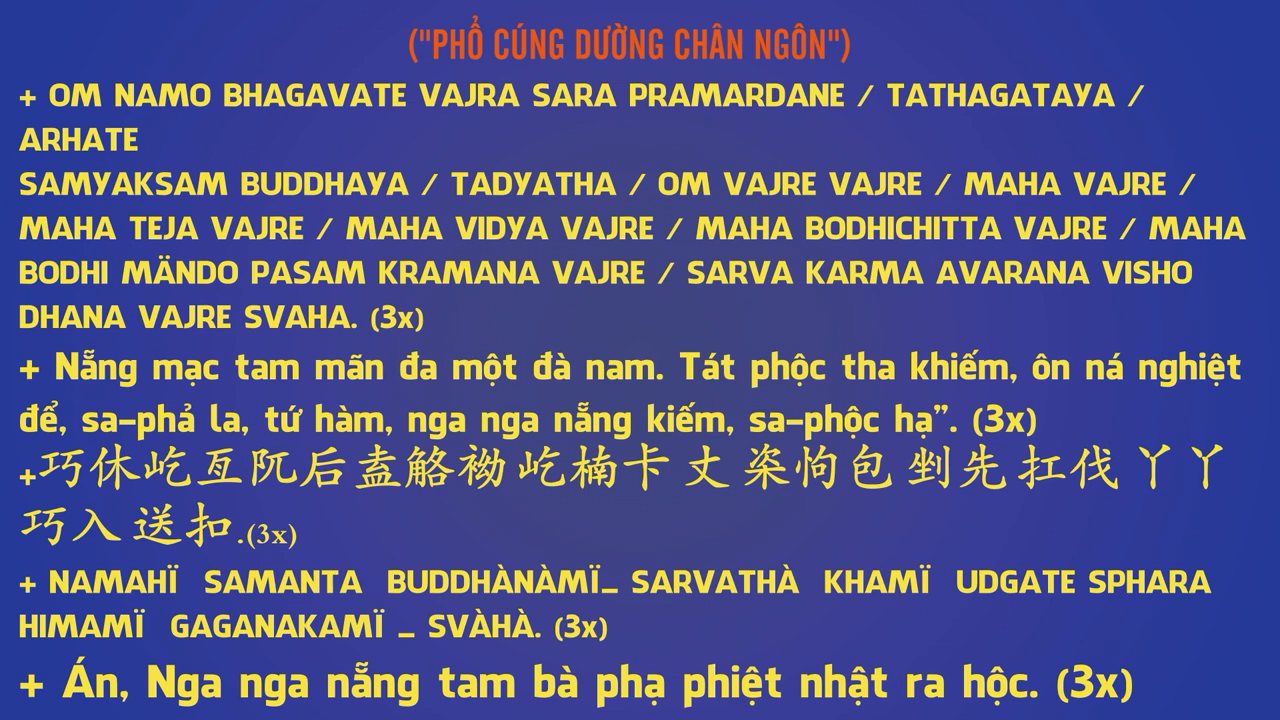 ("PHỔ CÚNG DƯỜNG CHÂN NGÔN")
+ OM NAMO BHAGAVATE VAJRA SARA PRAMARDANE / TATHAGATAYA /
ARHATE
SAMYAKSAM BUDDHAYA / TADYATHA / OM VAJRE VAJRE / MAHA VAJRE /
MAHA TEJA VAJRE / MAHA VIDYA VAJRE / MAHA BODHICHITTA VAJRE / MAHA
BODHI MÄNDO PASAM KRAMANA VAJRE / SARVA KARMA AVARANA VISHO
DHANA VAJRE SVAHA. (3x)
+ Nẵng mạc tam mãn đa một đà nam. Tát phộc tha khiếm, ôn ná nghiệt
để, sa-phả la, tứ hàm, nga nga nẵng kiếm, sa-phộc hạ”. (3x)
+巧休屹亙阢后盍觡袎屹楠卡丈棻怐包剉先扛伐丫丫
巧入送扣.(3x)
+ NAMAHÏ SAMANTA BUDDHÀNÀMÏ_ SARVATHÀ KHAMÏ UDGATE SPHARA
HIMAMÏ GAGANAKAMÏ _ SVÀHÀ. (3x)
+ Án, Nga nga nẵng tam bà phạ phiệt nhật ra hộc. (3x)